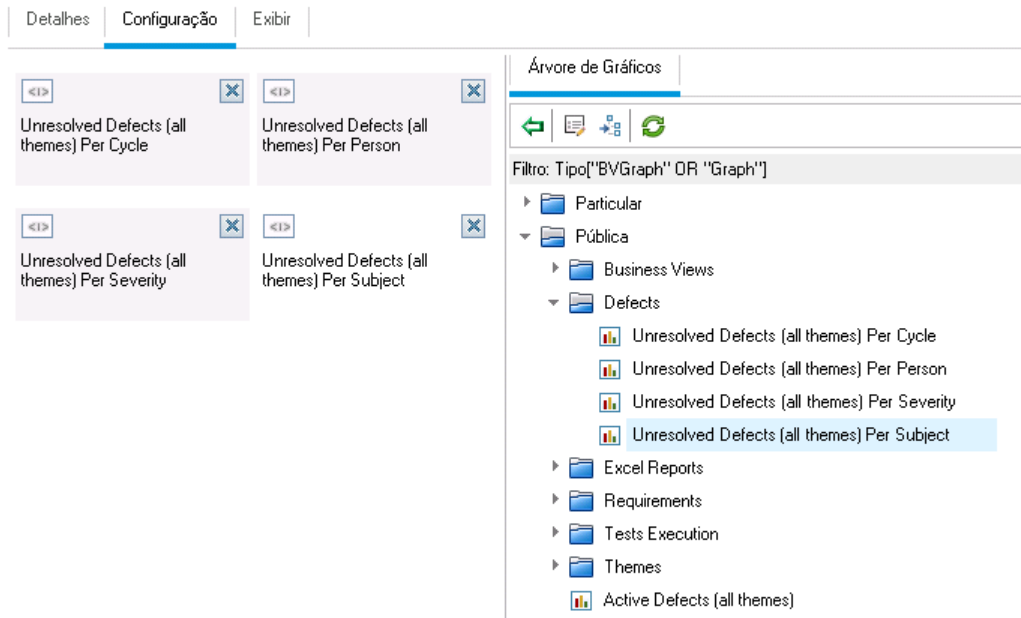 Detalhes Configuração Exibir
Unresolved Defects (all
themes) Per Cycle
Unresolved Defects (all
themes) Per Person
Unresolved Defects (all
themes) Per Severity
Unresolved Defects (all
themes) Per Subject
Árvore de Gráficos
Filtro: Tipo["BVGraph" OR "Graph"]
Particular
Pública
Business Views
Defects
Unresolved Defects (all themes) Per Cycle
Unresolved Defects (all themes) Per Person
Unresolved Defects (all themes) Per Severity
Unresolved Defects (all themes) Per Subject
Excel Reports
Requirements
Tests Execution
Themes
Active Defects (all themes)